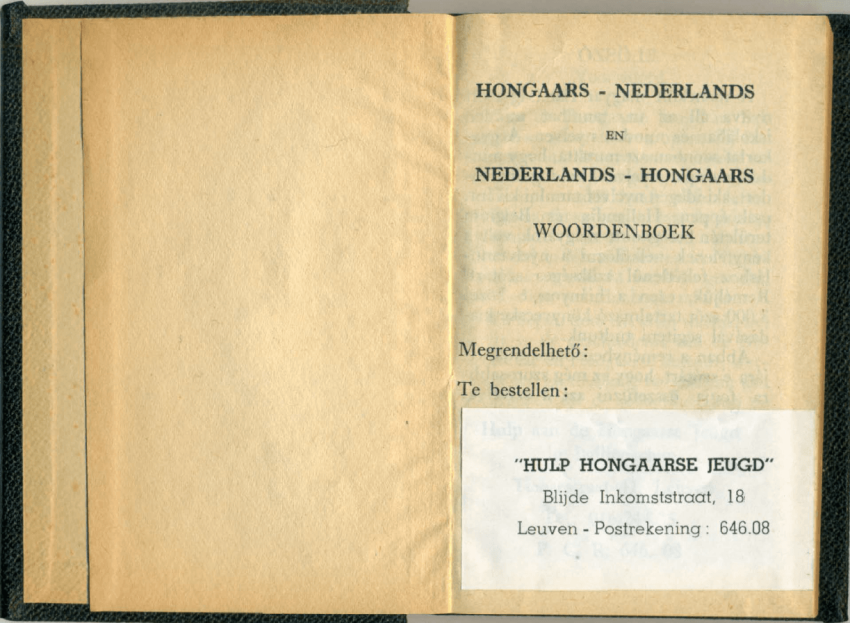 HONGAARS - NEDERLANDS
EN
NEDERLANDS - HONGAARS
WOORDENBOEK
Megrendelhető:
Te bestellen:
"HULP HONGAARSE JEUGD"
Blijde Inkomststraat, 18
Leuven - Postrekening: 646.08